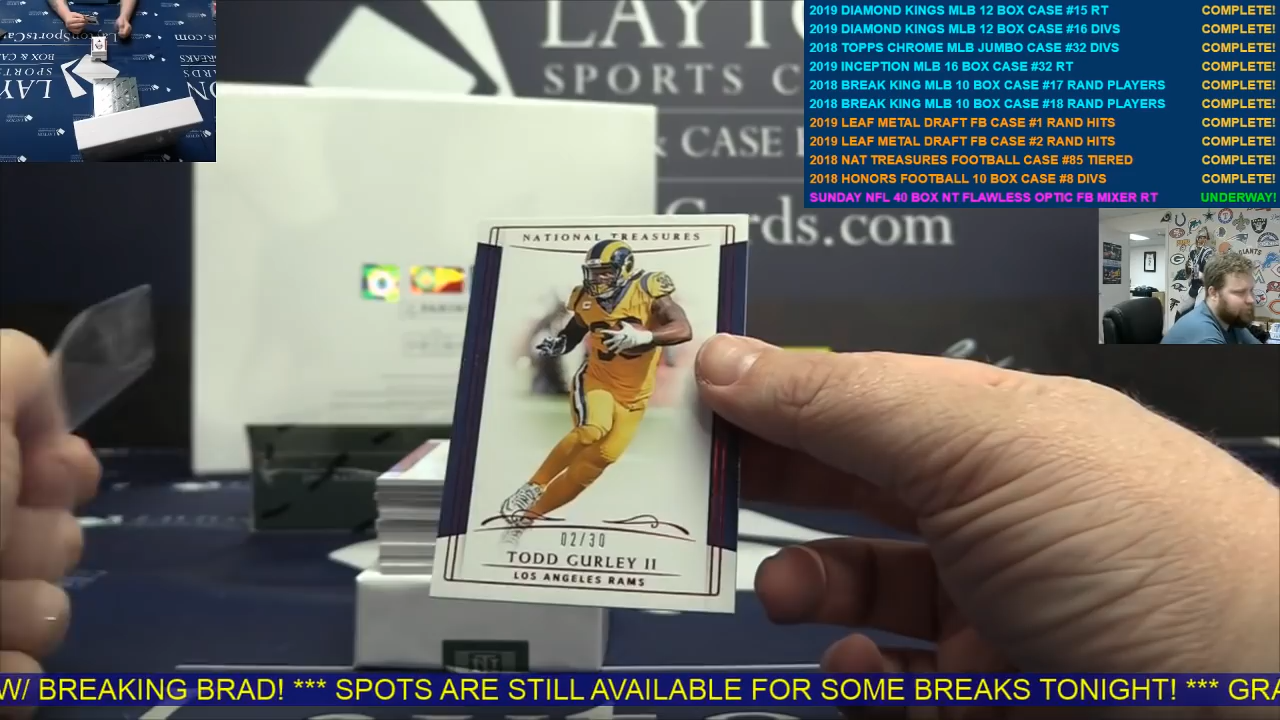 2019 DIAMOND KINGS MLB 12 BOX CASE #15 RT COMPLETE!
2019 DIAMOND KINGS MLB 12 BOX CASE #16 DIVS COMPLETE!
2018 TOPPS CHROME MLB JUMBO CASE #32 DIVS COMPLETE!
2019 INCEPTION MLB 16 BOX CASE #32 RT COMPLETE!
2018 BREAK KING MLB 10 BOX CASE #17 RAND PLAYERS COMPLETE!
2018 BREAK KING MLB 10 BOX CASE #18 RAND PLAYERS COMPLETE!
2019 LEAF METAL DRAFT FB CASE #1 RAND HITS COMPLETE!
2019 LEAF METAL DRAFT FB CASE #2 RAND HITS COMPLETE!
2018 NAT TREASURES FOOTBALL CASE #85 TIERED COMPLETE!
2018 HONORS FOOTBALL 10 BOX CASE #8 DIVS COMPLETE!
SUNDAY NFL 40 BOX NT FLAWLESS OPTIC FB MIXER RT UNDERWAY!
LAYTO
SPORTS C
& CASE
Cards.com
NATIONAL TREASURES
02/30
TODD GURLEY II
LOS ANGELES RAMS
W/ BREAKING BRAD! *** SPOTS ARE STILL AVAILABLE FOR SOME BREAKS TONIGHT! *** GRA